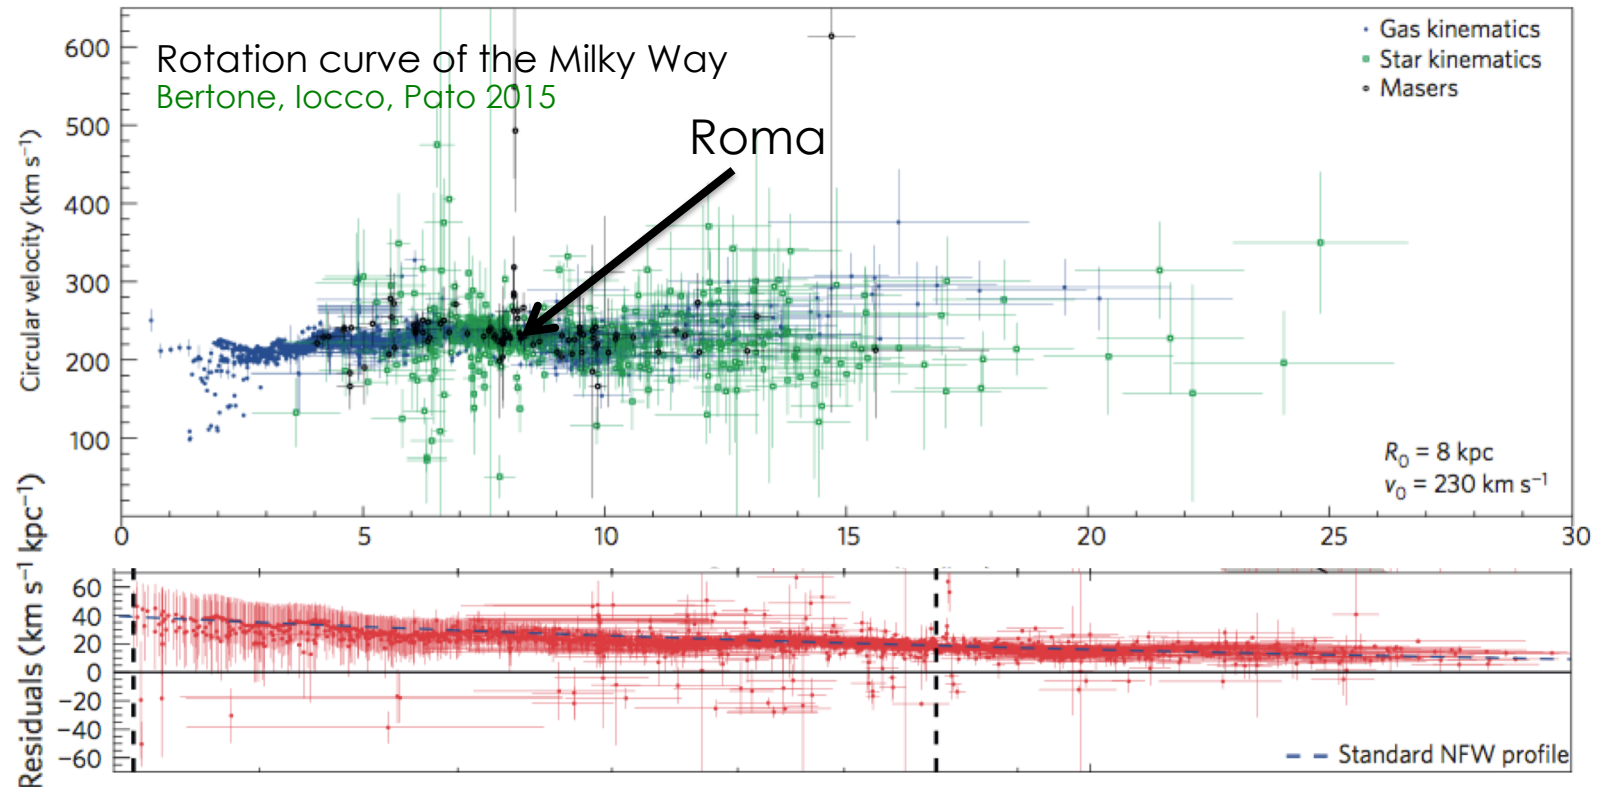 600
500
400
300
200
100
Circular velocity (km s⁻¹)
Rotation curve of the Milky Way
Bertone, Iocco, Pato 2015
Roma
Gas kinematics
Star kinematics
Masers
R₀ = 8 kpc
v₀ = 230 km s⁻¹
0 5 10 15 20 25 30
Residuals (km s⁻¹ kpc⁻¹)
60
40
20
0
−20
−40
−60
Standard NFW profile